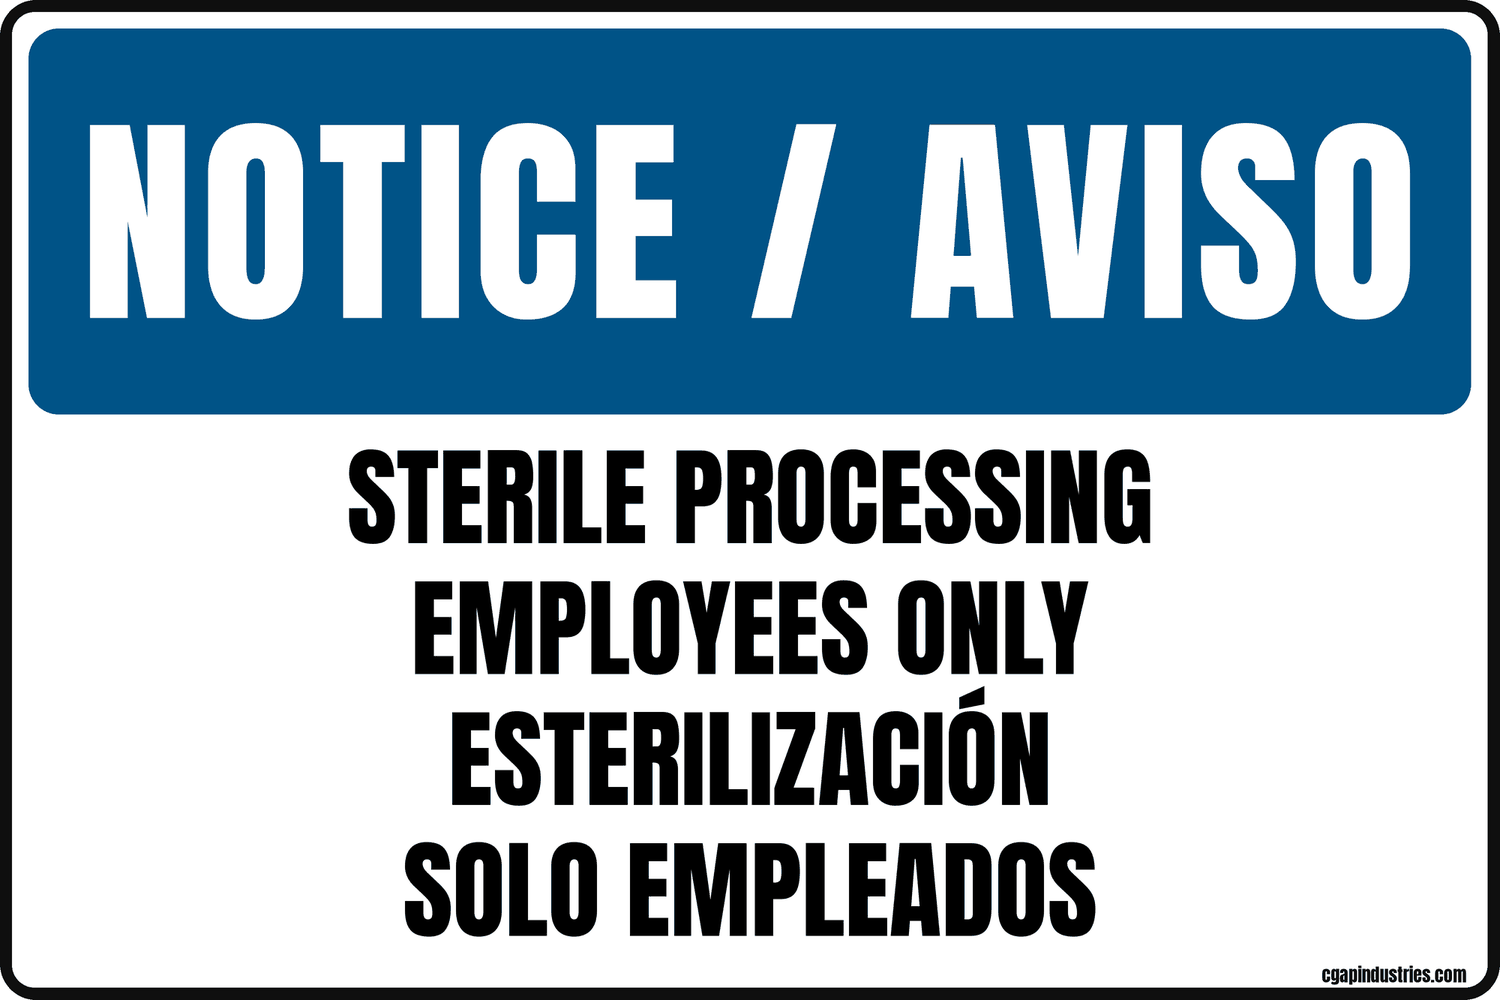 NOTICE / AVISO
STERILE PROCESSING
EMPLOYEES ONLY
ESTERILIZACIÓN
SOLO EMPLEADOS
cgapindustries.com